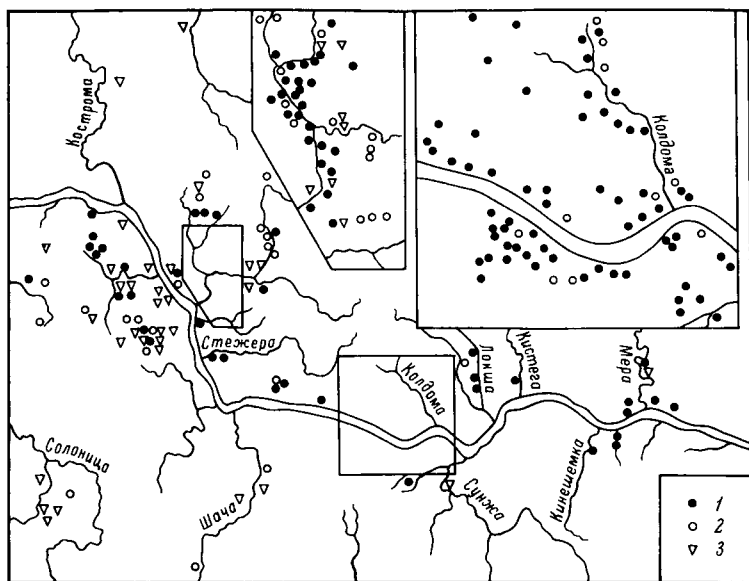 Кострома
Колдома
Стежера
Колдома
Локша
Кистега
Мера
Солоница
Шача
Сунжа
Кинешемка
1
2
3